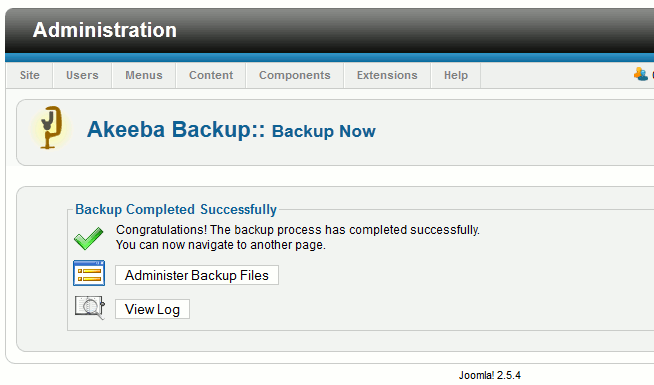 Administration
Site Users Menus Content Components Extensions Help
Akeeba Backup:: Backup Now
Backup Completed Successfully
Congratulations! The backup process has completed successfully.
You can now navigate to another page.
Administer Backup Files
View Log
Joomla! 2.5.4